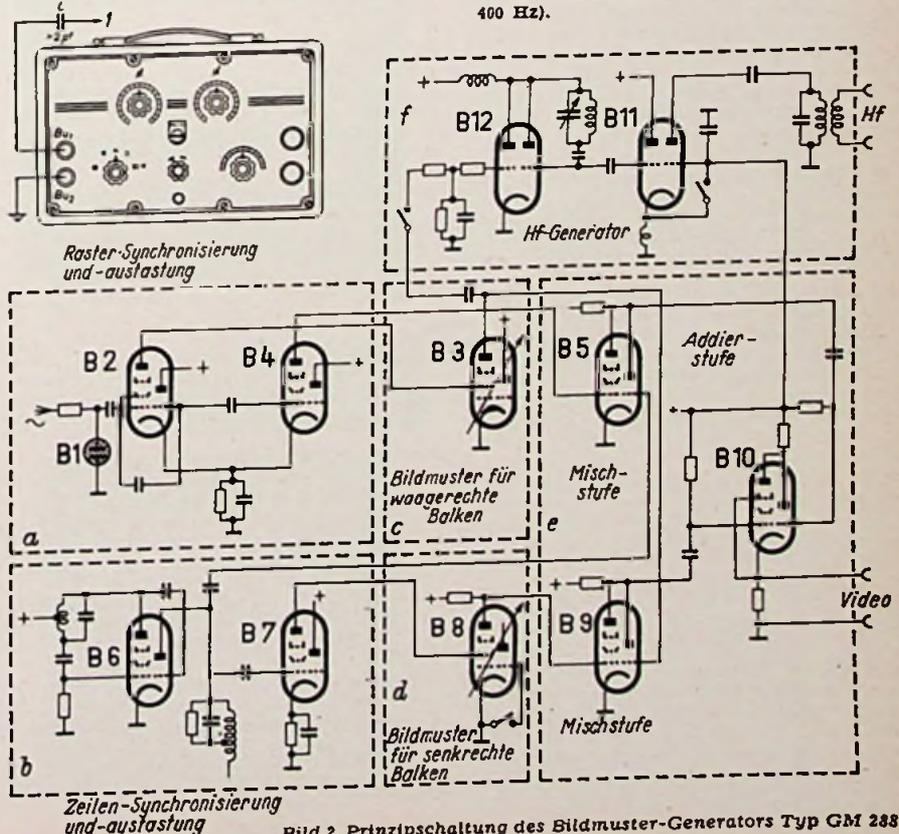 400 Hz).
1
Bu₁
Bu₂
Raster-Synchronisierung
und -austastung
f
B12
B11
Hf
Hf-Generator
B2
B4
B1
a
B3
Bildmuster für
waagerechte
Balken
c
B5
Misch-
stufe
e
Addier-
stufe
B10
Video
B6
B7
b
Zeilen-Synchronisierung
und -austastung
B8
d
Bildmuster
für senkrechte
Balken
B9
Mischstufe
Bild 2. Prinzipschaltung des Bildmuster-Generators Typ GM 288